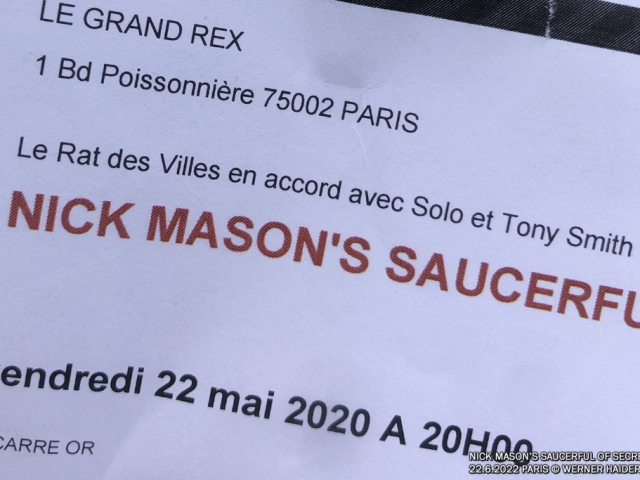 LE GRAND REX
1 Bd Poissonnière 75002 PARIS
Le Rat des Villes en accord avec Solo et Tony Smith
NICK MASON'S SAUCERFU
endredi 22 mai 2020 A 20H00
CARRE OR
NICK MASON'S SAUCERFUL OF SECRE
22.6.2022 PARIS © WERNER HAIDER